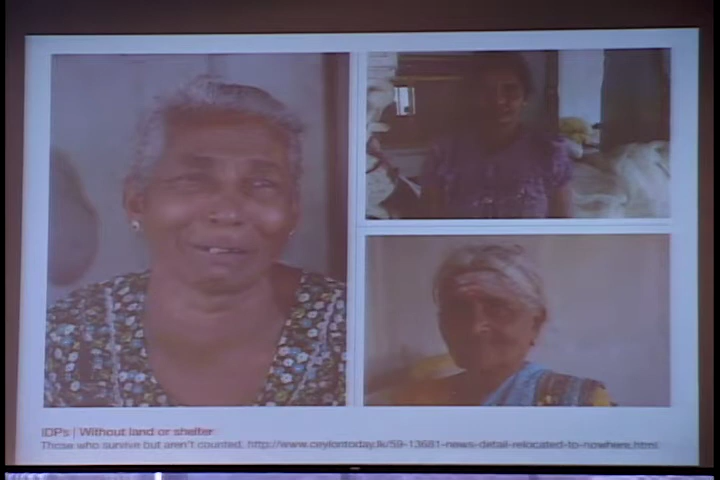 IDPs | Without land or shelter
Those who survive but aren't counted. http://www.ceylontoday.lk/59-13681-news-detail-relocated-to-nowhere.html